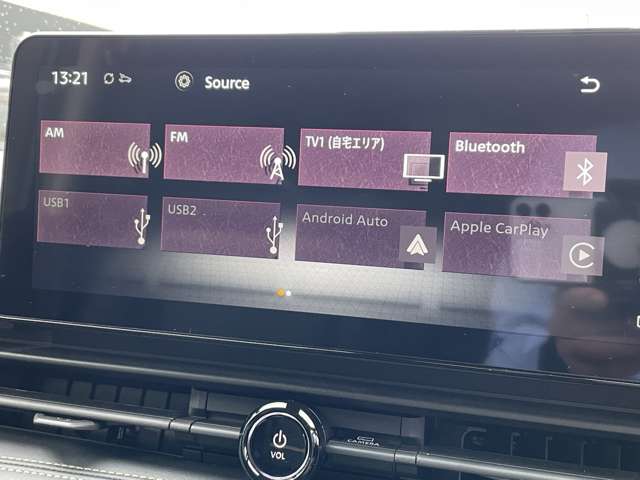 13:21 Source
AM FM TV1 (自宅エリア) Bluetooth
USB1 USB2 Android Auto Apple CarPlay
VOL
CAMERA